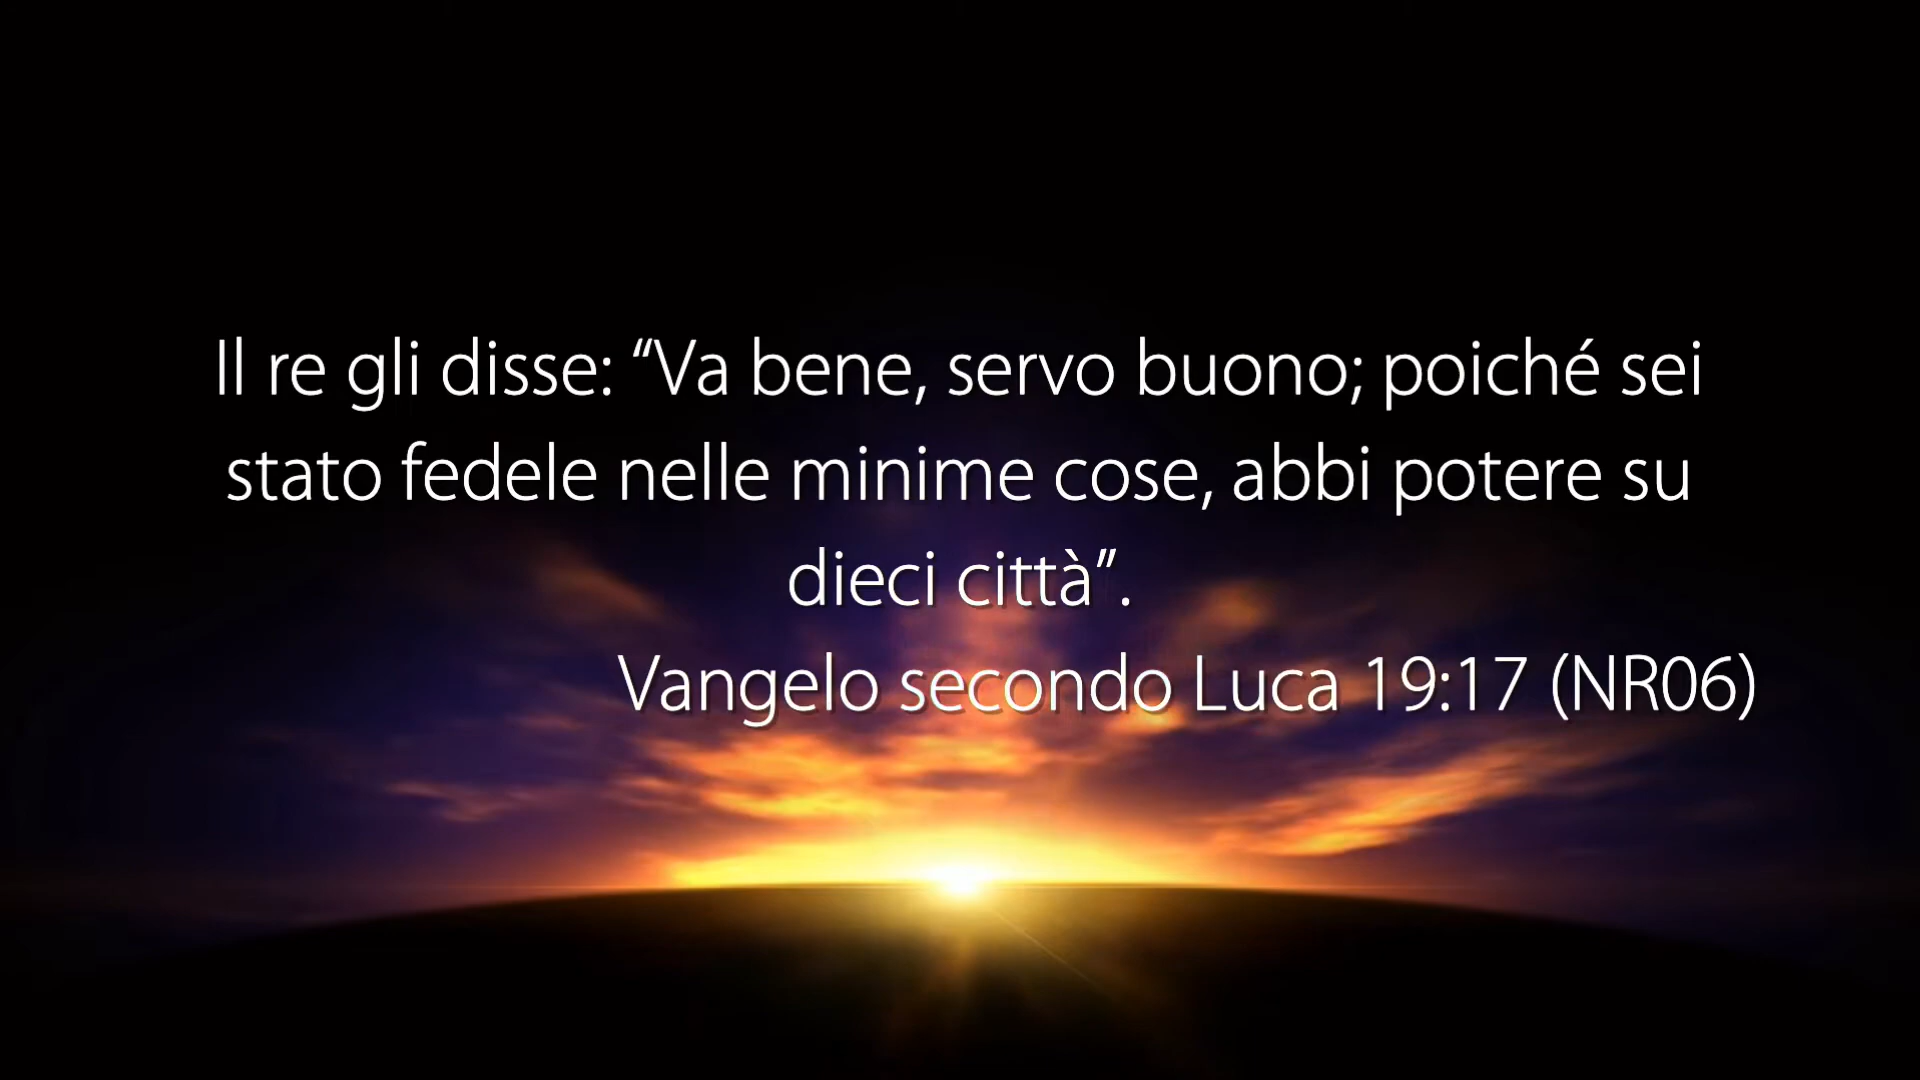 Il re gli disse: “Va bene, servo buono; poiché sei
stato fedele nelle minime cose, abbi potere su
dieci città”.
Vangelo secondo Luca 19:17 (NR06)